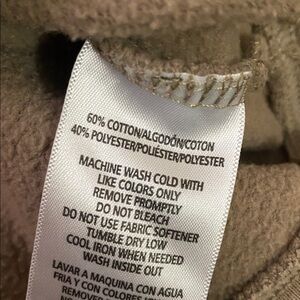 60% COTTON/ALGODÓN/COTON
40% POLYESTER/POLIÉSTER/POLYESTER
MACHINE WASH COLD WITH
LIKE COLORS ONLY
REMOVE PROMPTLY
DO NOT BLEACH
DO NOT USE FABRIC SOFTENER
TUMBLE DRY LOW
COOL IRON WHEN NEEDED
WASH INSIDE OUT
LAVAR A MAQUINA CON AGUA
FRIA Y CON COLORES